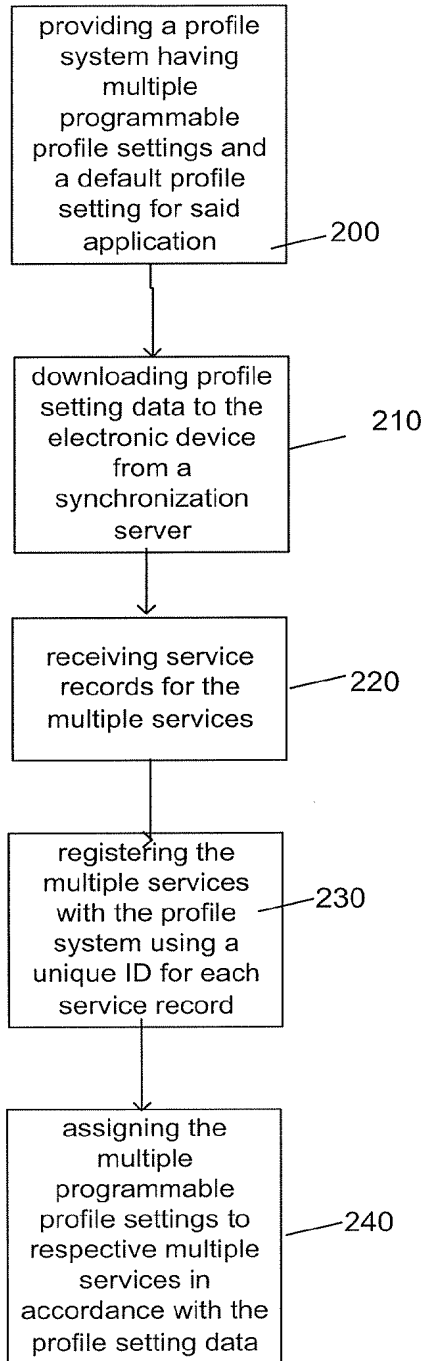 providing a profile
system having
multiple
programmable
profile settings and
a default profile
setting for said
application
200
downloading profile
setting data to the
electronic device
from a
synchronization
server
210
receiving service
records for the
multiple services
220
registering the
multiple services
with the profile
system using a
unique ID for each
service record
230
assigning the
multiple
programmable
profile settings to
respective multiple
services in
accordance with the
profile setting data
240